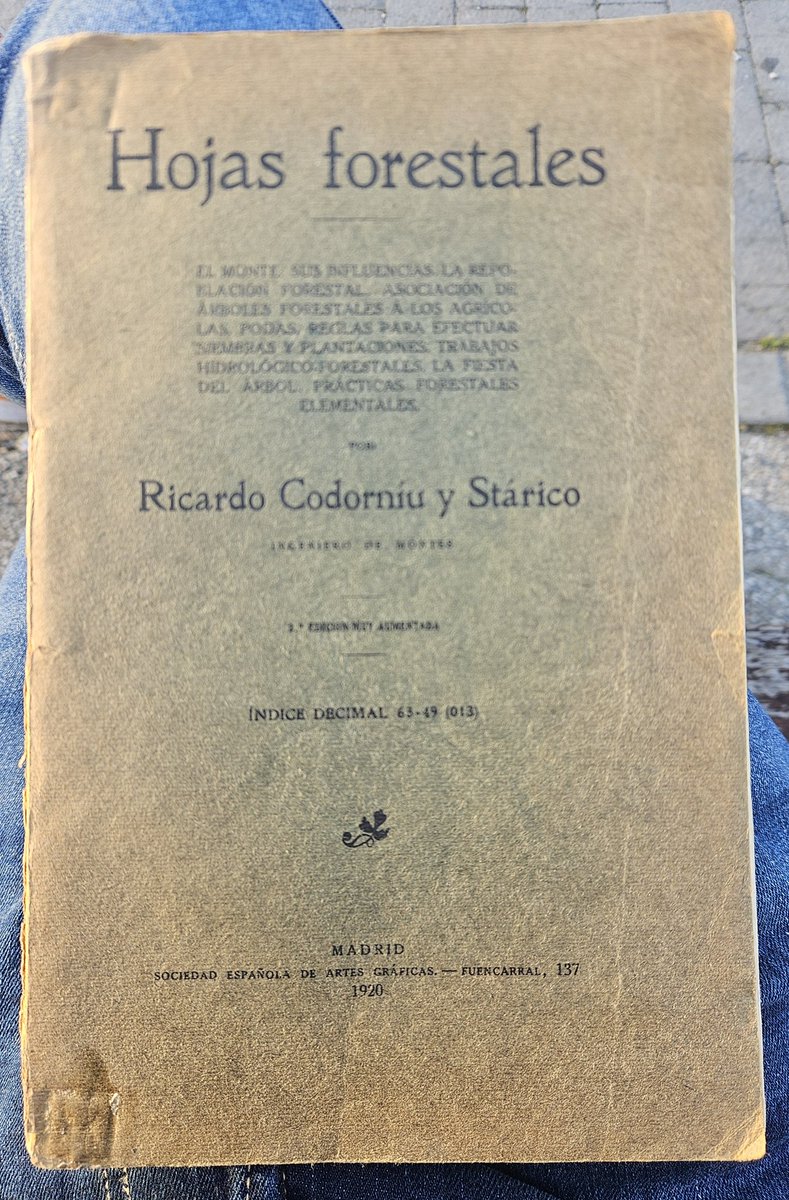 Hojas forestales
EL MONTE. SUS INFLUENCIAS. LA REPO-
BLACIÓN FORESTAL. ASOCIACIÓN DE
ÁRBOLES FORESTALES Á LOS AGRÍCO-
LAS. PODAS. REGLAS PARA EFECTUAR
SIEMBRAS Y PLANTACIONES. TRABAJOS
HIDROLÓGICO-FORESTALES. LA FIESTA
DEL ÁRBOL. PRÁCTICAS FORESTALES
ELEMENTALES.
POR
Ricardo Codorníu y Stárico
INGENIERO DE MONTES
2.ª EDICIÓN MUY AUMENTADA
ÍNDICE DECIMAL 63-49 (013)
MADRID
SOCIEDAD ESPAÑOLA DE ARTES GRÁFICAS. — FUENCARRAL, 137
1920